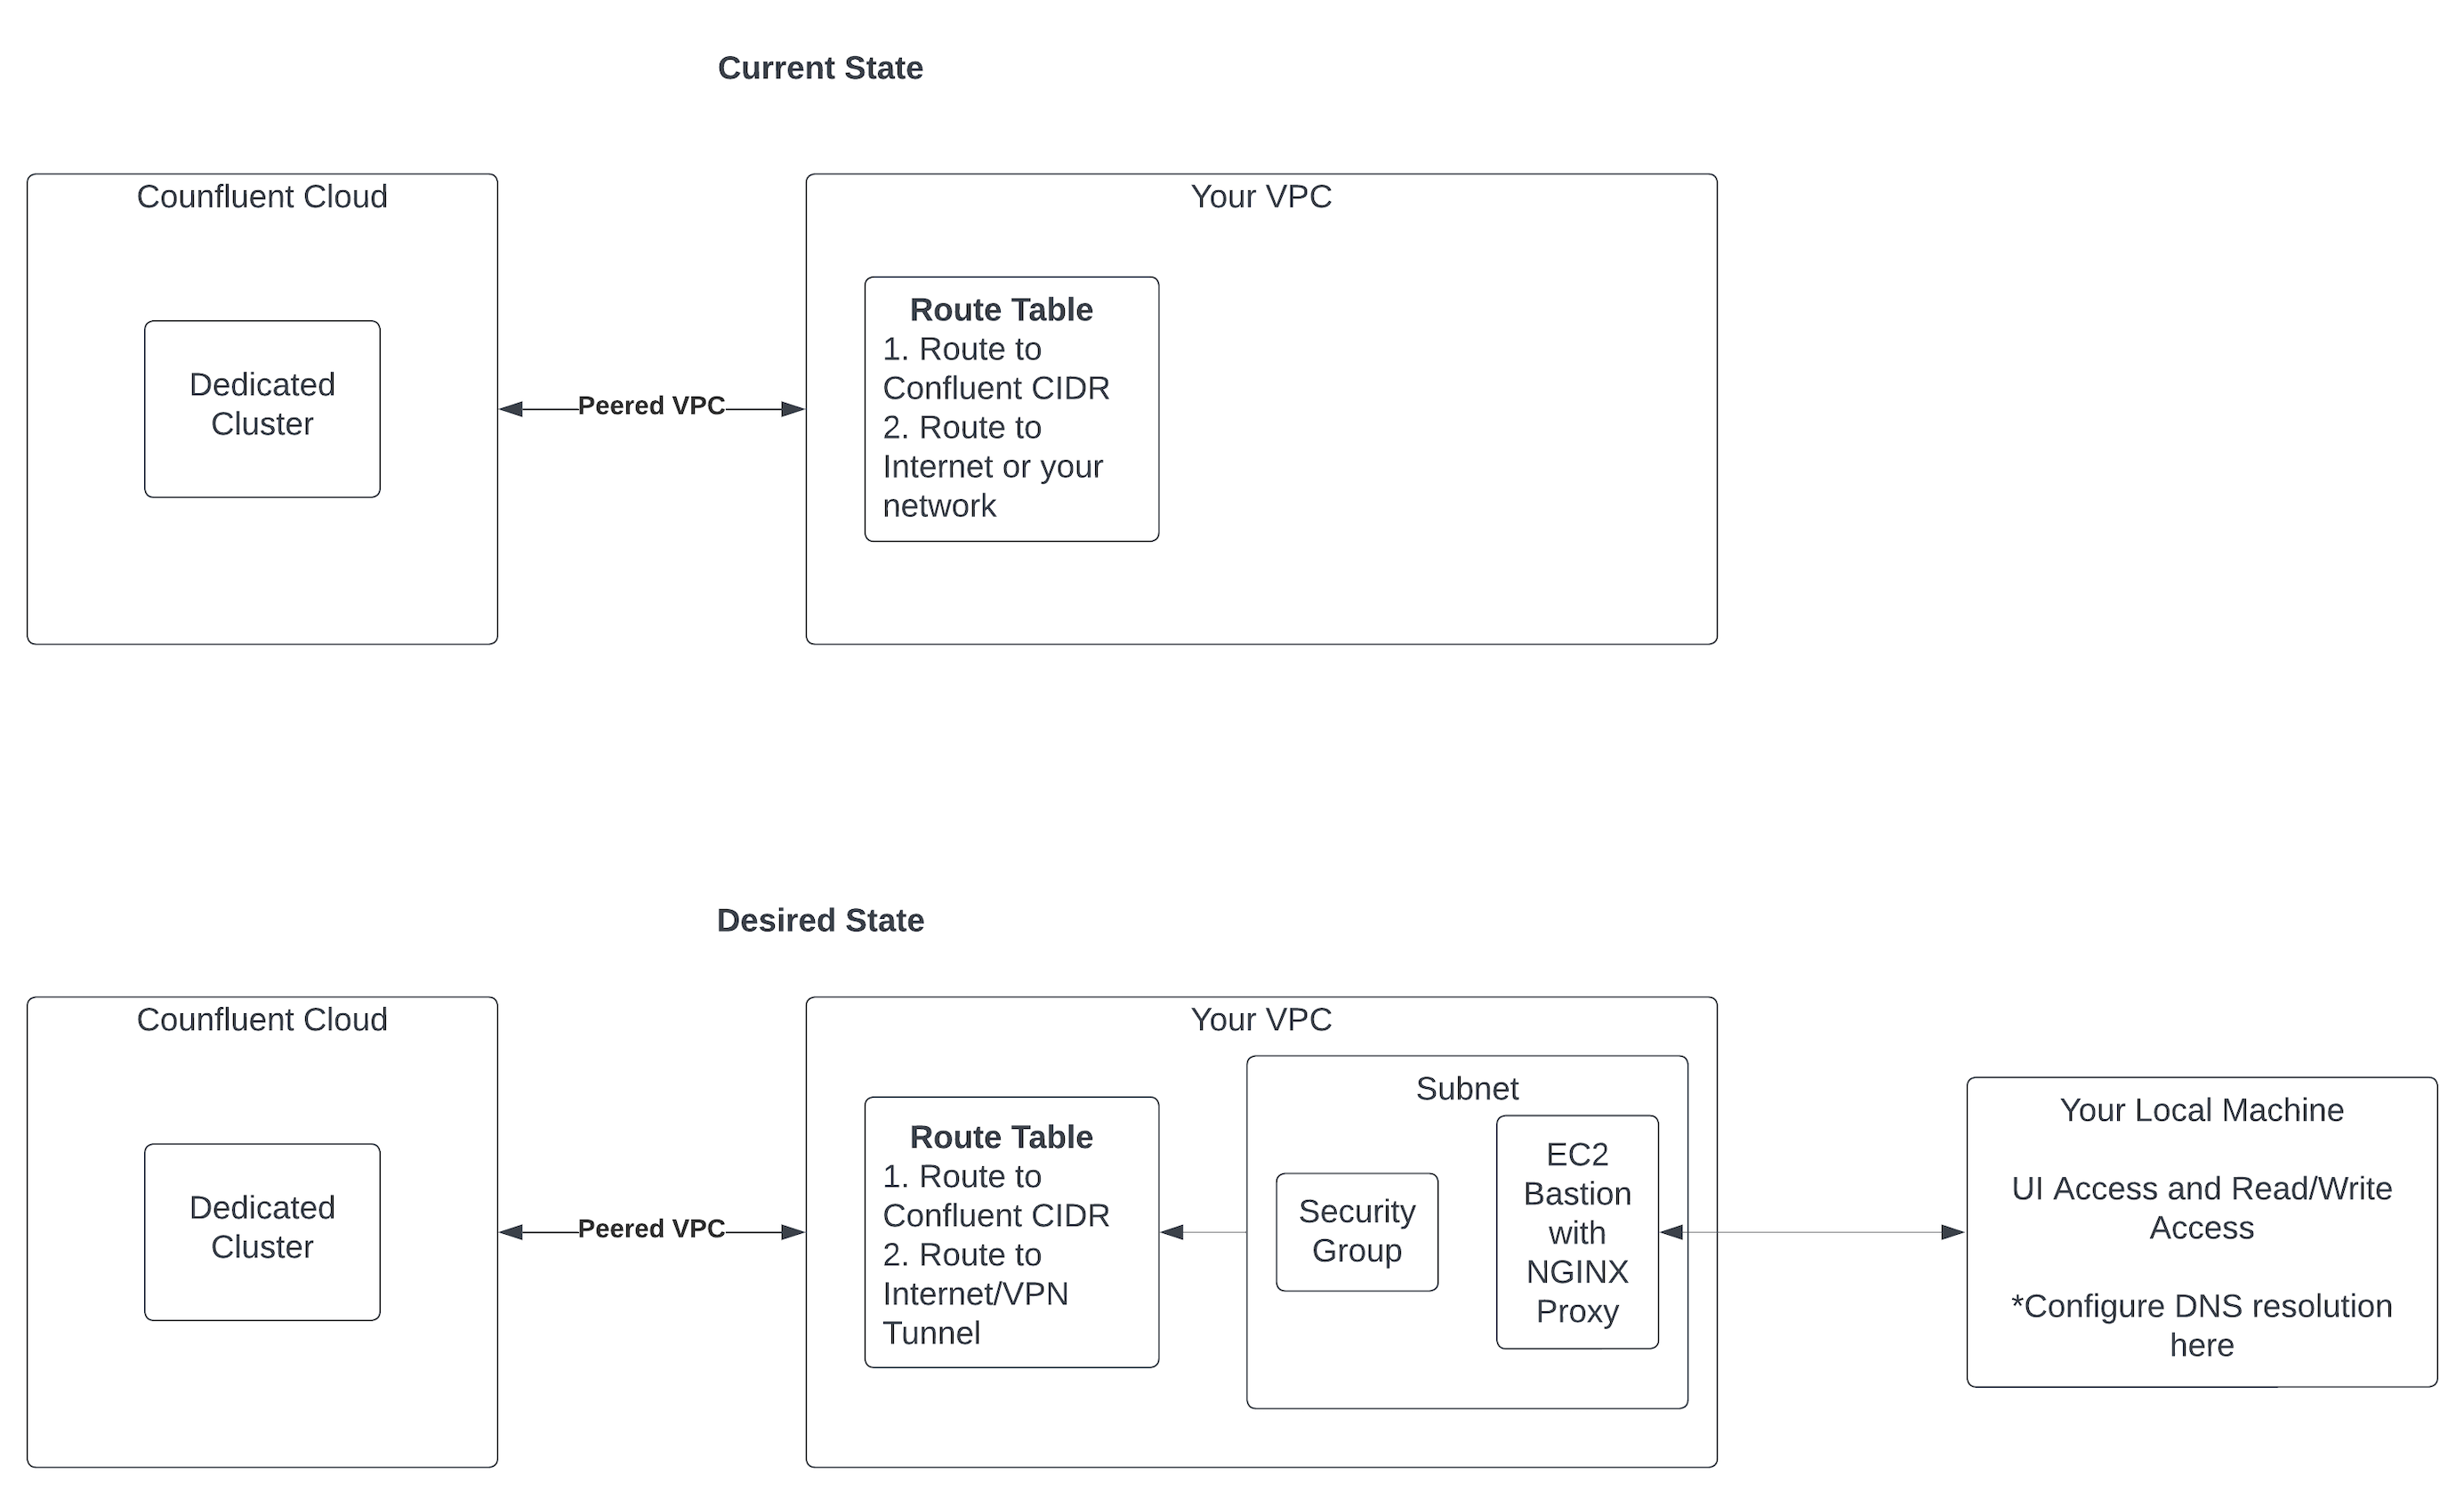 Current State
Counfluent Cloud
Dedicated
Cluster
Peered VPC
Your VPC
Route Table
1. Route to
Confluent CIDR
2. Route to
Internet or your
network
Desired State
Counfluent Cloud
Dedicated
Cluster
Peered VPC
Your VPC
Route Table
1. Route to
Confluent CIDR
2. Route to
Internet/VPN
Tunnel
Subnet
Security
Group
EC2
Bastion
with
NGINX
Proxy
Your Local Machine
UI Access and Read/Write
Access
*Configure DNS resolution
here